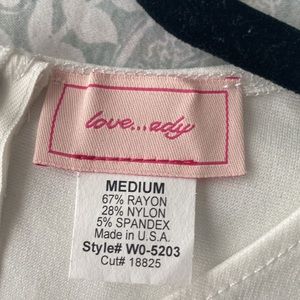 love...ady
MEDIUM
67% RAYON
28% NYLON
5% SPANDEX
Made in U.S.A.
Style# W0-5203
Cut# 18825